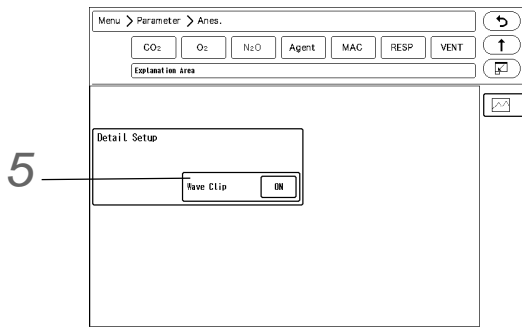 Menu > Parameter > Anes.
CO₂ O₂ N₂O Agent MAC RESP VENT
Explanation Area
Detail Setup
5
Wave Clip ON